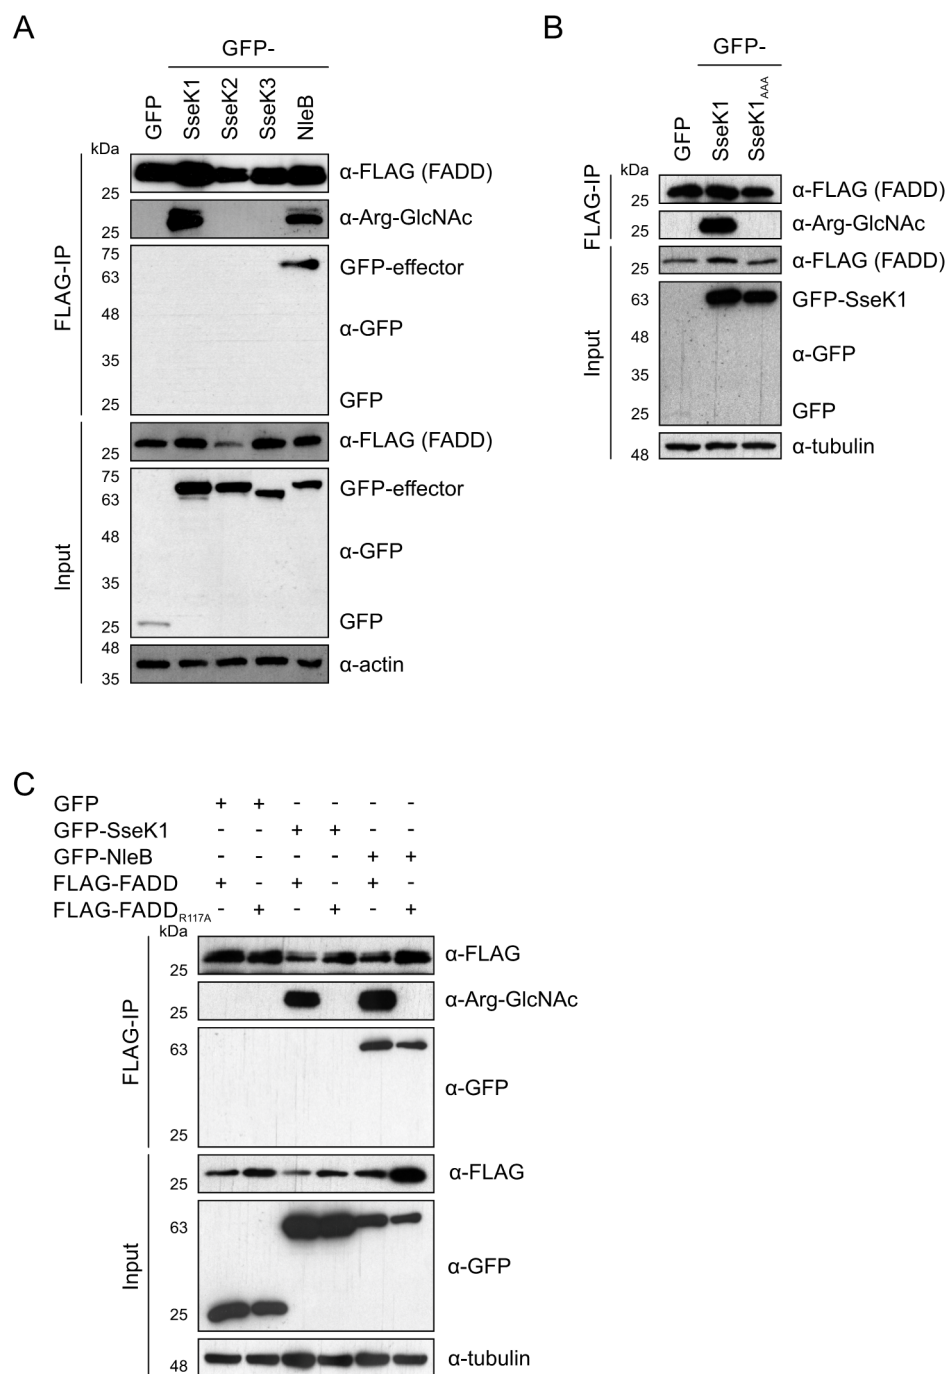 A
GFP-
GFP
SseK1
SseK2
SseK3
NleB
kDa
FLAG-IP
25
α-FLAG (FADD)
25
α-Arg-GlcNAc
75
63
48
35
25
GFP-effector
α-GFP
GFP
Input
25
α-FLAG (FADD)
75
63
48
35
25
GFP-effector
α-GFP
GFP
48
35
α-actin
B
GFP-
GFP
SseK1
SseK1AAA
kDa
FLAG-IP
25
α-FLAG (FADD)
25
α-Arg-GlcNAc
Input
25
α-FLAG (FADD)
63
48
35
25
GFP-SseK1
α-GFP
GFP
48
α-tubulin
C
GFP + + - - - -
GFP-SseK1 - - + + - -
GFP-NleB - - - - + +
FLAG-FADD + - + - + -
FLAG-FADDR117A - + - + - +
kDa
FLAG-IP
25
α-FLAG
25
α-Arg-GlcNAc
63
25
α-GFP
Input
25
α-FLAG
63
25
α-GFP
48
α-tubulin